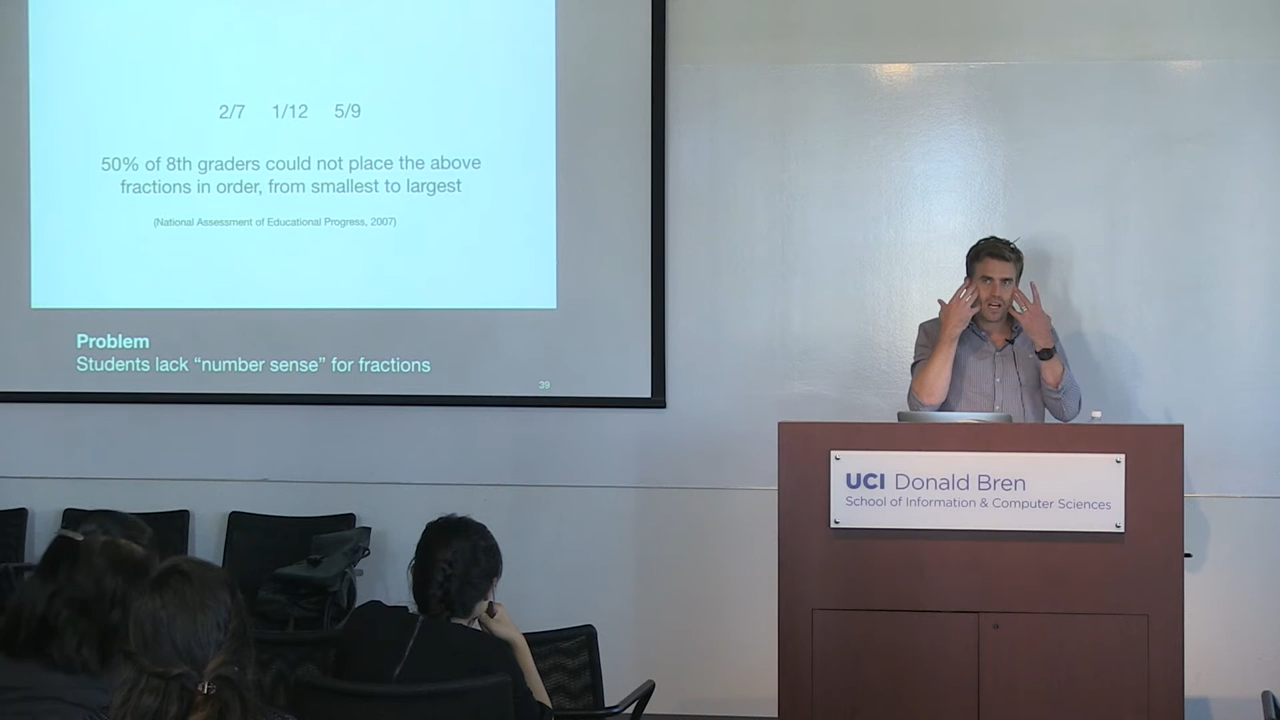 2/7 1/12 5/9
50% of 8th graders could not place the above
fractions in order, from smallest to largest
(National Assessment of Educational Progress, 2007)
Problem
Students lack “number sense” for fractions
39
UCI Donald Bren
School of Information & Computer Sciences